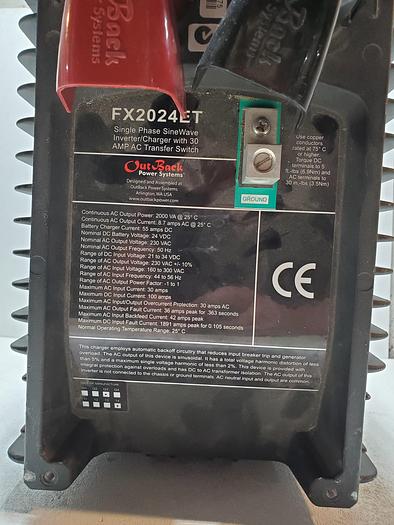 OutBack
Systems
Back
Systems
75
FX2024ET
Single Phase SineWave
Inverter/Charger with 30
AMP AC Transfer Switch
OutBack
Power Systems
Designed and Assembled at
OutBack Power Systems
Arlington, WA USA
www.outbackpower.com
GROUND
Use copper
conductors
rated at 75° C
or higher.
Torque DC
terminals to 5
ft.-lbs (6.9Nm) and
AC terminals to
30 in.-lbs (3.5Nm)
Continuous AC Output Power: 2000 VA @ 25° C
Continuous AC Output Current: 8.7 amps AC @ 25° C
Battery Charger Current: 55 amps DC
Nominal DC Battery Voltage: 24 VDC
Nominal AC Output Voltage: 230 VAC
Nominal AC Output Frequency: 50 Hz
Range of DC Input Voltage: 21 to 34 VDC
Range of AC Output Voltage: 230 VAC +/- 10%
Range of AC Input Voltage: 160 to 300 VAC
Range of AC Input Frequency: 44 to 56 Hz
Range of AC Output Power Factor: -1 to 1
Maximum AC Input Current: 30 amps
Maximum DC Input Current: 100 amps
Maximum AC Input/Output Overcurrent Protection: 30 amps AC
Maximum AC Output Fault Current: 36 amps peak for .363 seconds
Maximum AC Input Backfeed Current: 42 amps peak
Maximum DC Input Fault Current: 1891 amps peak for 0.105 seconds
Normal Operating Temperature Range: 25° C
CE
This charger employs automatic backoff circuitry that reduces input breaker trip and generator
overload. The AC output of this device is sinusoidal. It has a total voltage harmonic distortion of less
than 5% and a maximum single voltage harmonic of less than 2%. This device is provided with
integral protection against overloads and has DC to AC transformer isolation. The AC output of this
inverter is not connected to the chassis or ground terminals. AC neutral input and output are common.
DATE OF MANUFACTURE